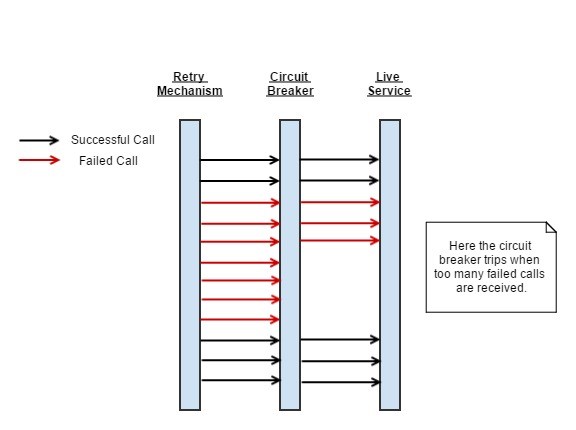 Retry
Mechanism
Circuit
Breaker
Live
Service
Successful Call
Failed Call
Here the circuit
breaker trips when
too many failed calls
are received.